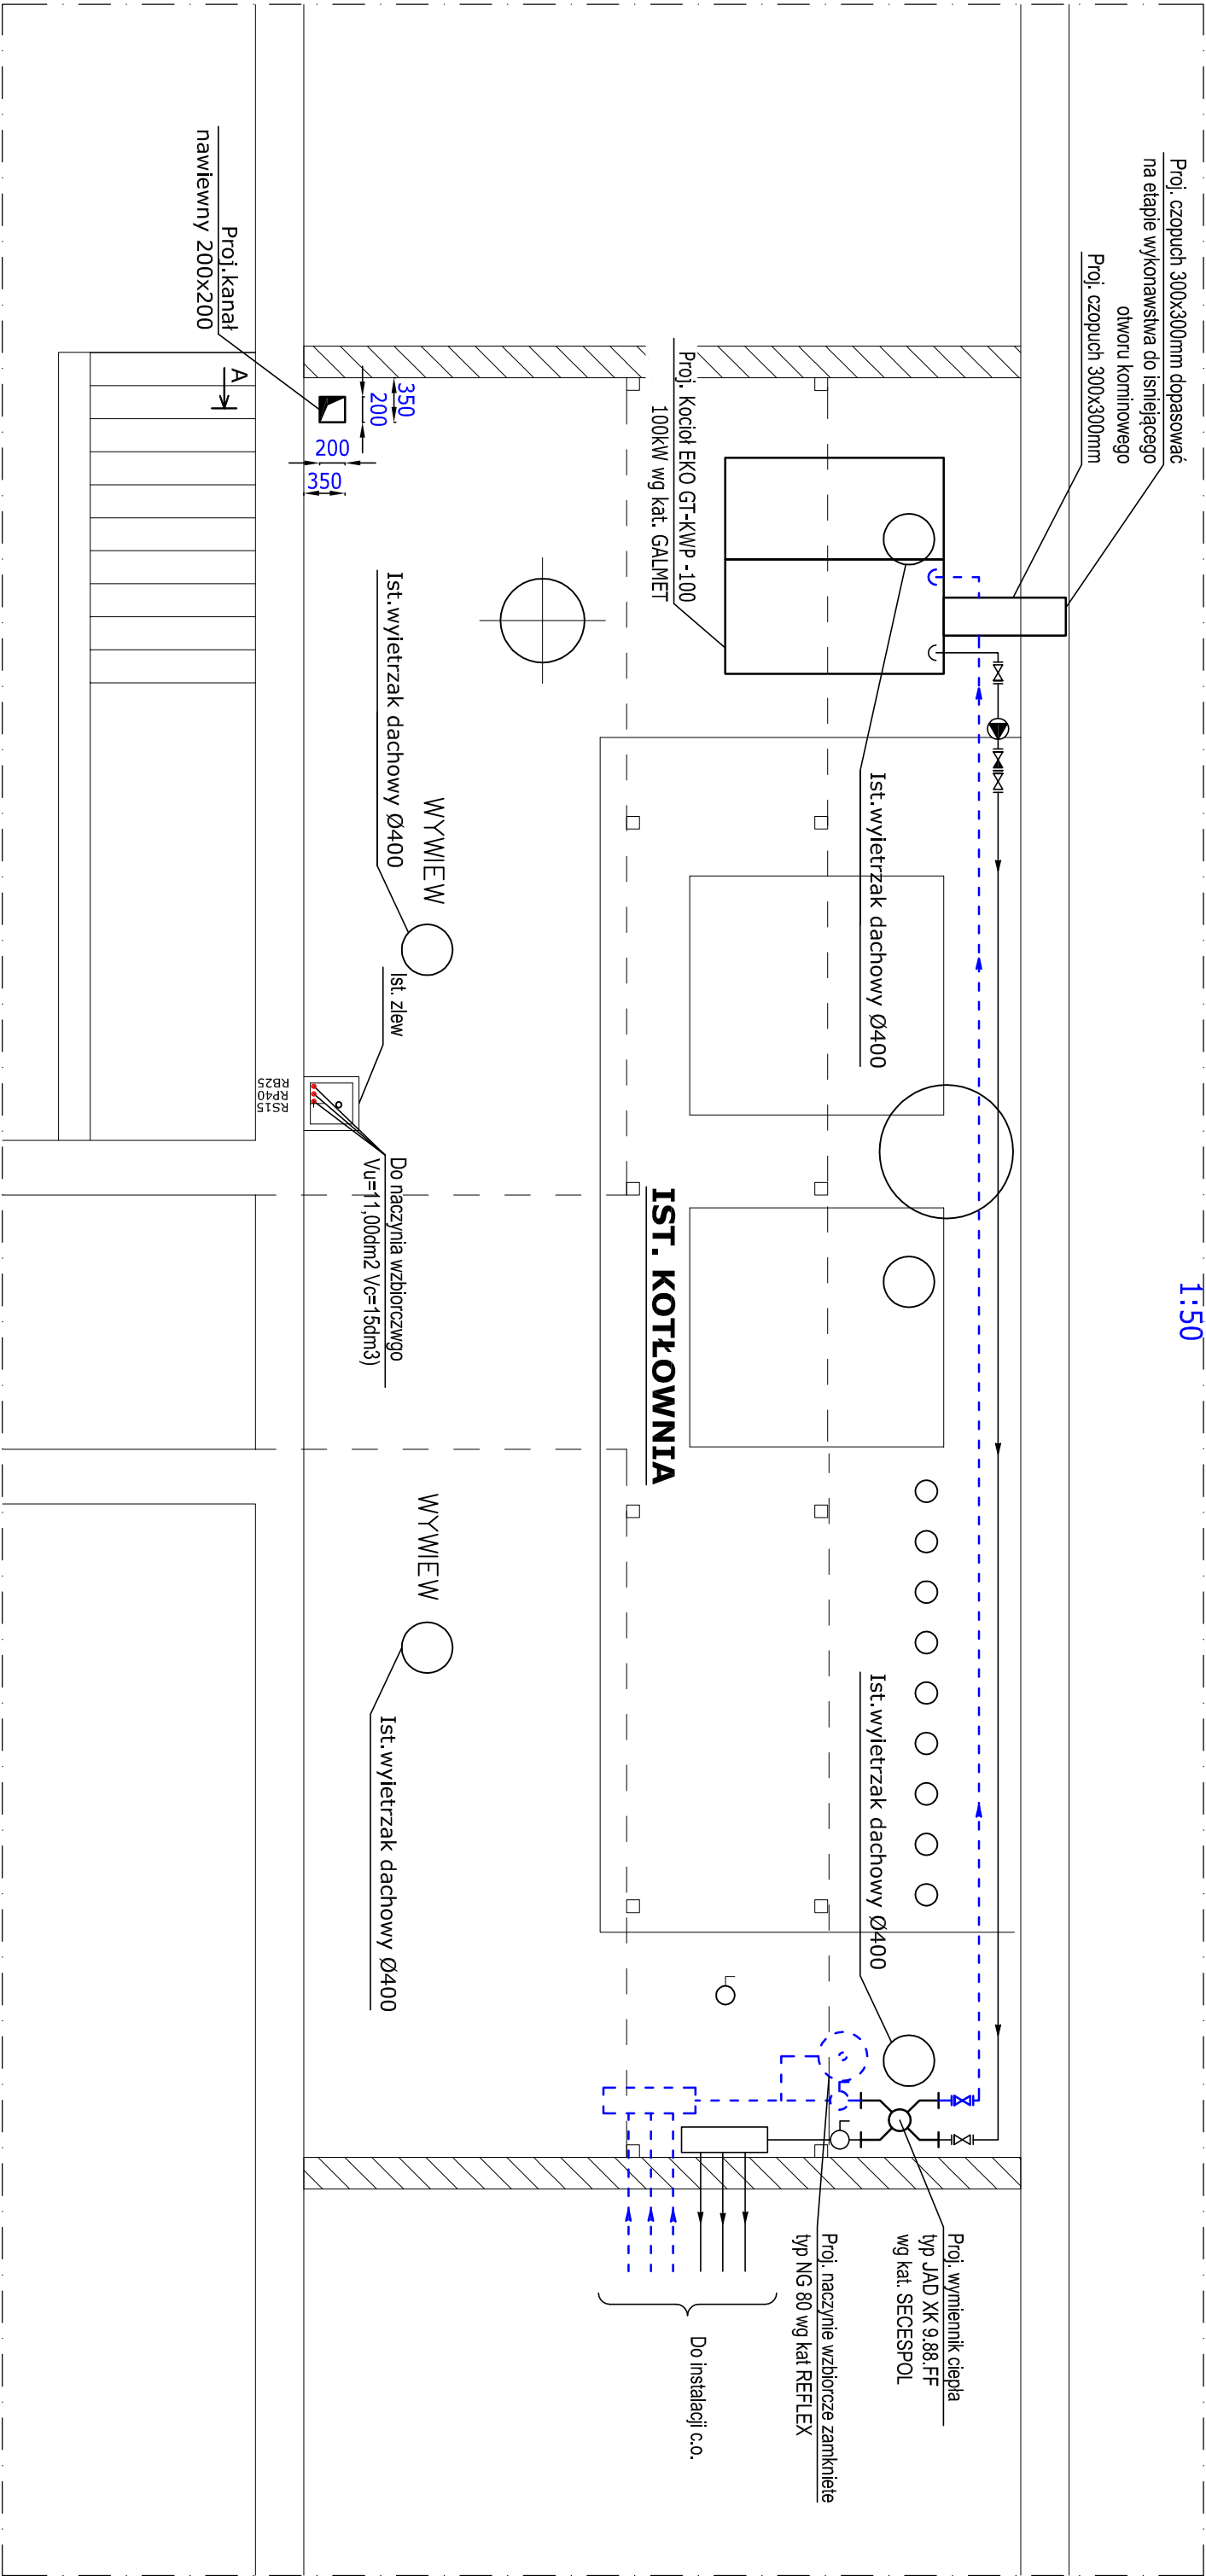 1:50
Proj. czopuch 300x300mm dopasować
na etapie wykonawstwa do isniejącego
otworu kominowego
Proj. czopuch 300x300mm
Proj. Kocioł EKO GT-KWP -100
100kW wg kat. GALMET
Ist.wyietrzak dachowy Ø400
Proj.kanał
nawiewny 200x200
A
350
200
200
350
Ist.wyietrzak dachowy Ø400
WYWIEW
Ist. zlew
RB25
RP40
RS15
Do naczynia wzbiorczwgo
Vu=11,00dm2 Vc=15dm3)
IST. KOTŁOWNIA
WYWIEW
Ist.wyietrzak dachowy Ø400
Ist.wyietrzak dachowy Ø400
Proj. wymiennik ciepła
typ JAD XK 9.88.FF
wg kat. SECESPOL
Proj. naczynie wzbiorcze zamkniete
typ NG 80 wg kat REFLEX
Do instalacji c.o.